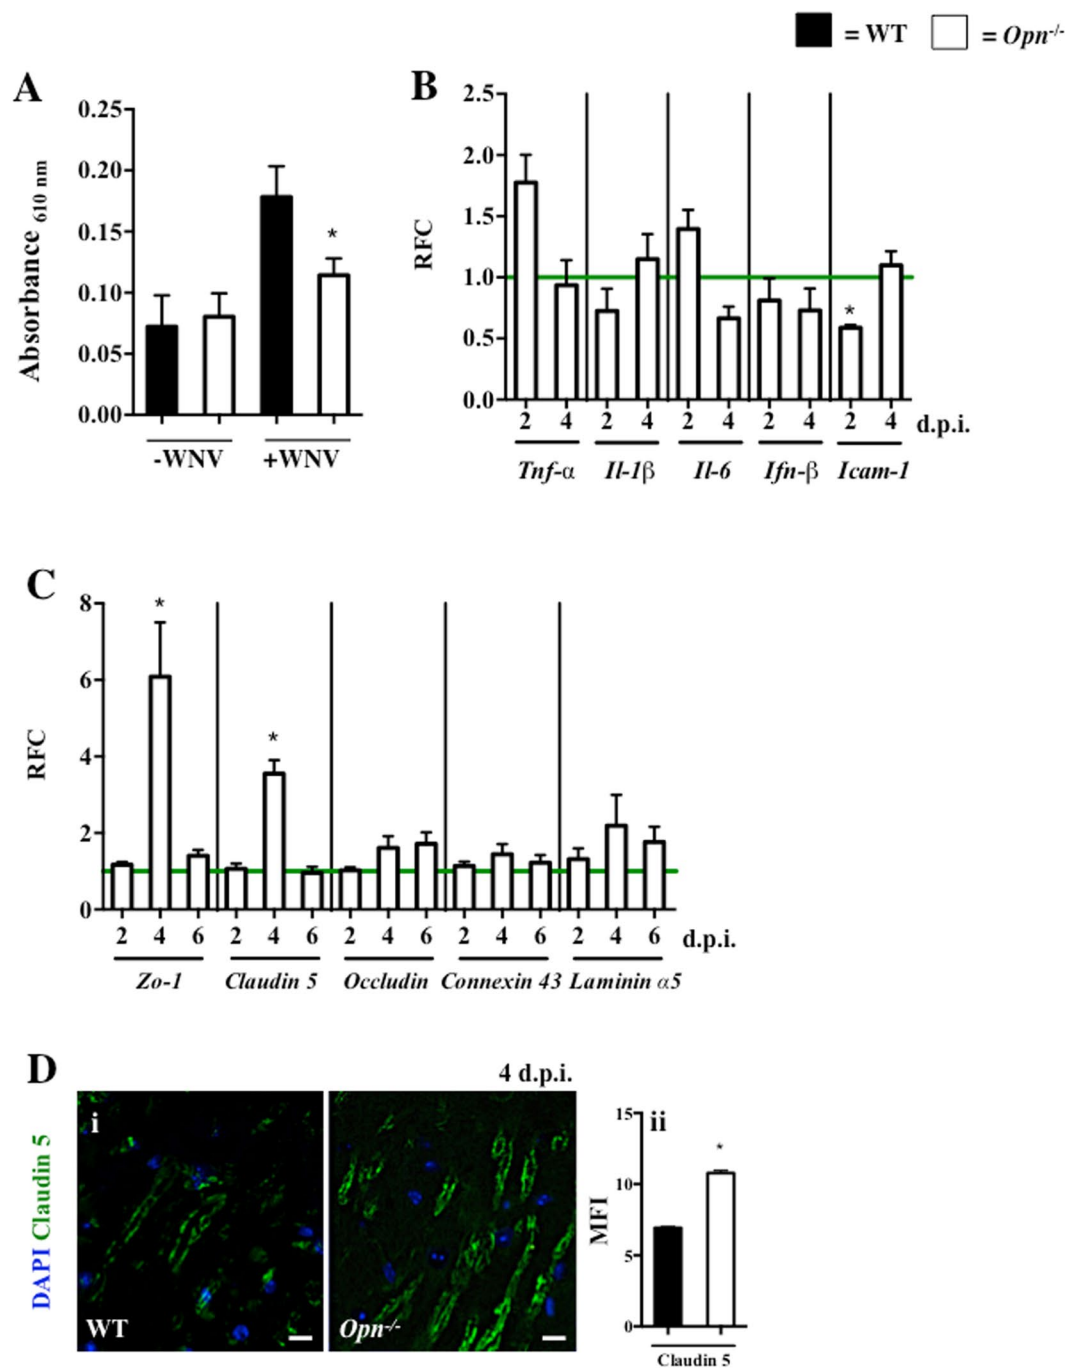 = WT = Opn-/-
A
0.25
0.20
0.15
0.10
0.05
0.00
Absorbance 610 nm
*
-WNV +WNV
B
2.5
2.0
1.5
1.0
0.5
0.0
RFC
*
2 4 2 4 2 4 2 4 2 4 d.p.i.
Tnf-α Il-1β Il-6 Ifn-β Icam-1
C
8
6
4
2
0
RFC
*
*
2 4 6 2 4 6 2 4 6 2 4 6 2 4 6 d.p.i.
Zo-1 Claudin 5 Occludin Connexin 43 Laminin α5
D
4 d.p.i.
DAPI Claudin 5
i
WT
Opn-/-
ii
15
10
5
0
MFI
*
Claudin 5